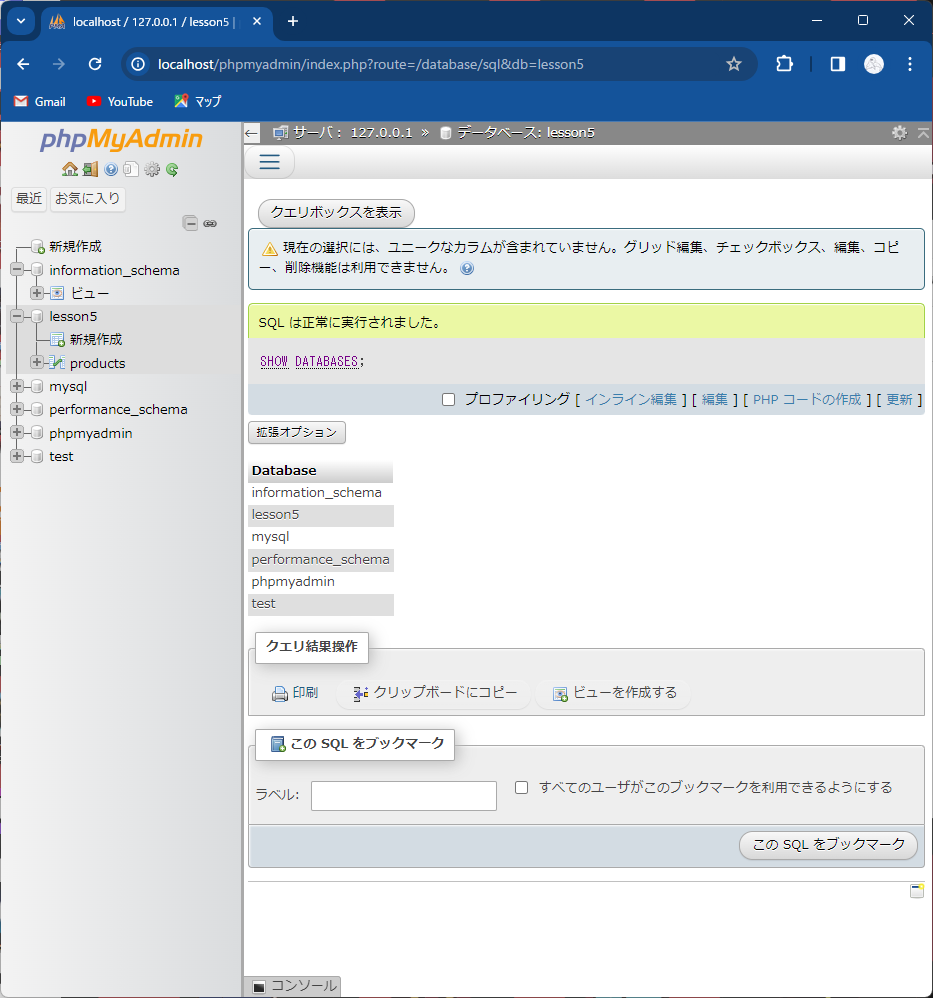 localhost / 127.0.0.1 / lesson5 |
localhost/phpmyadmin/index.php?route=/database/sql&db=lesson5
Gmail YouTube マップ
phpMyAdmin
最近 お気に入り
新規作成
information_schema
ビュー
lesson5
新規作成
products
mysql
performance_schema
phpmyadmin
test
サーバ: 127.0.0.1 » データベース: lesson5
クエリボックスを表示
現在の選択には、ユニークなカラムが含まれていません。グリッド編集、チェックボックス、編集、コピ
ー、削除機能は利用できません。
SQL は正常に実行されました。
SHOW DATABASES;
プロファイリング [ インライン編集 ] [ 編集 ] [ PHP コードの作成 ] [ 更新 ]
拡張オプション
Database
information_schema
lesson5
mysql
performance_schema
phpmyadmin
test
クエリ結果操作
印刷 クリップボードにコピー ビューを作成する
この SQL をブックマーク
ラベル: すべてのユーザがこのブックマークを利用できるようにする
この SQL をブックマーク
コンソール